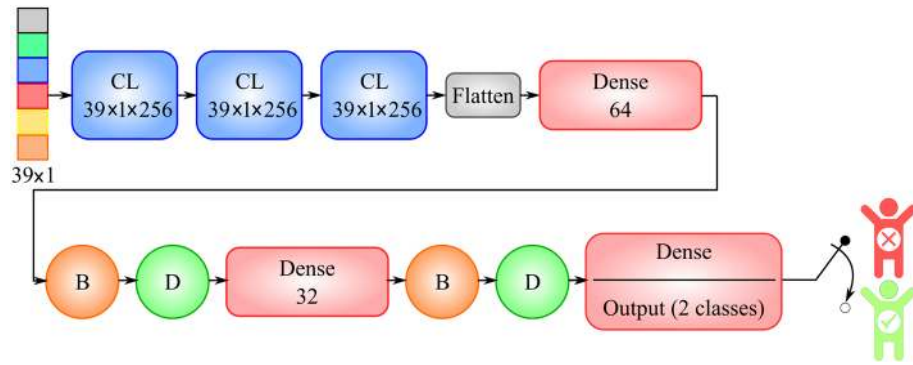 39×1
CL
39×1×256
CL
39×1×256
CL
39×1×256
Flatten
Dense
64
B
D
Dense
32
B
D
Dense
Output (2 classes)